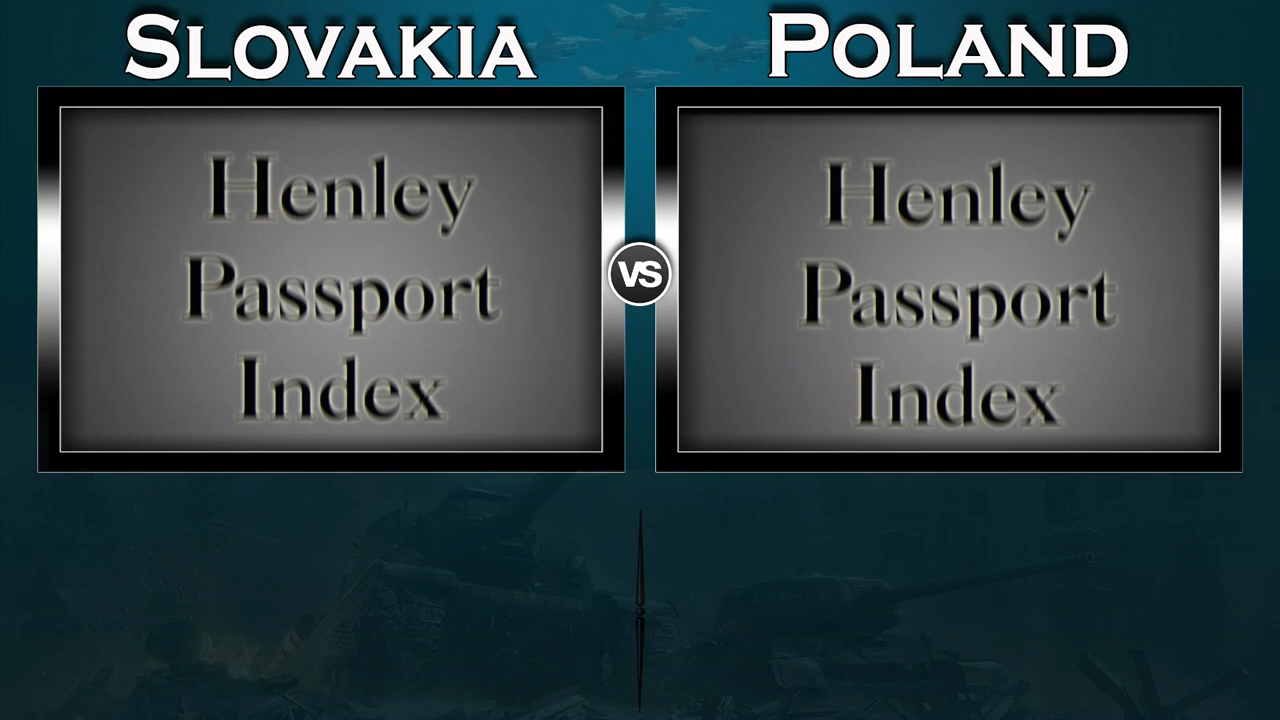 SLOVAKIA
POLAND
Henley
Passport
Index
VS
Henley
Passport
Index